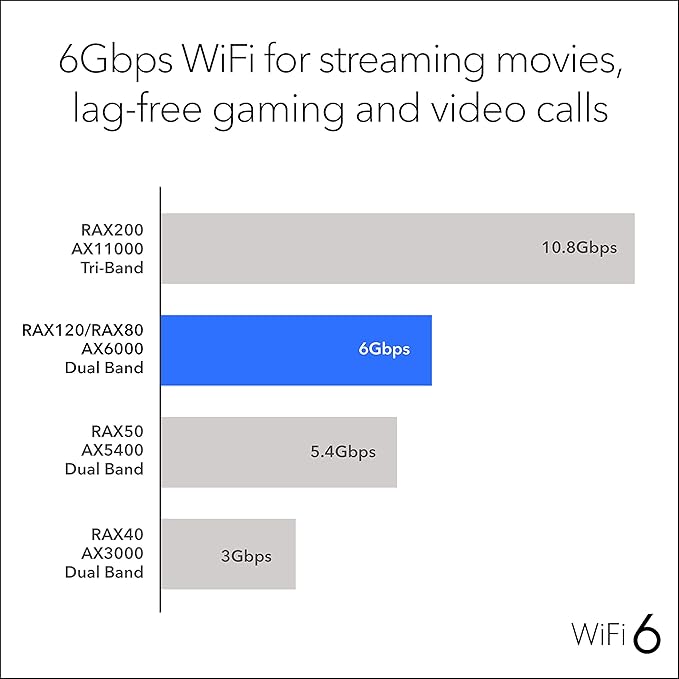 6Gbps WiFi for streaming movies,
lag-free gaming and video calls
RAX200
AX11000
Tri-Band
10.8Gbps
RAX120/RAX80
AX6000
Dual Band
6Gbps
RAX50
AX5400
Dual Band
5.4Gbps
RAX40
AX3000
Dual Band
3Gbps
WiFi 6